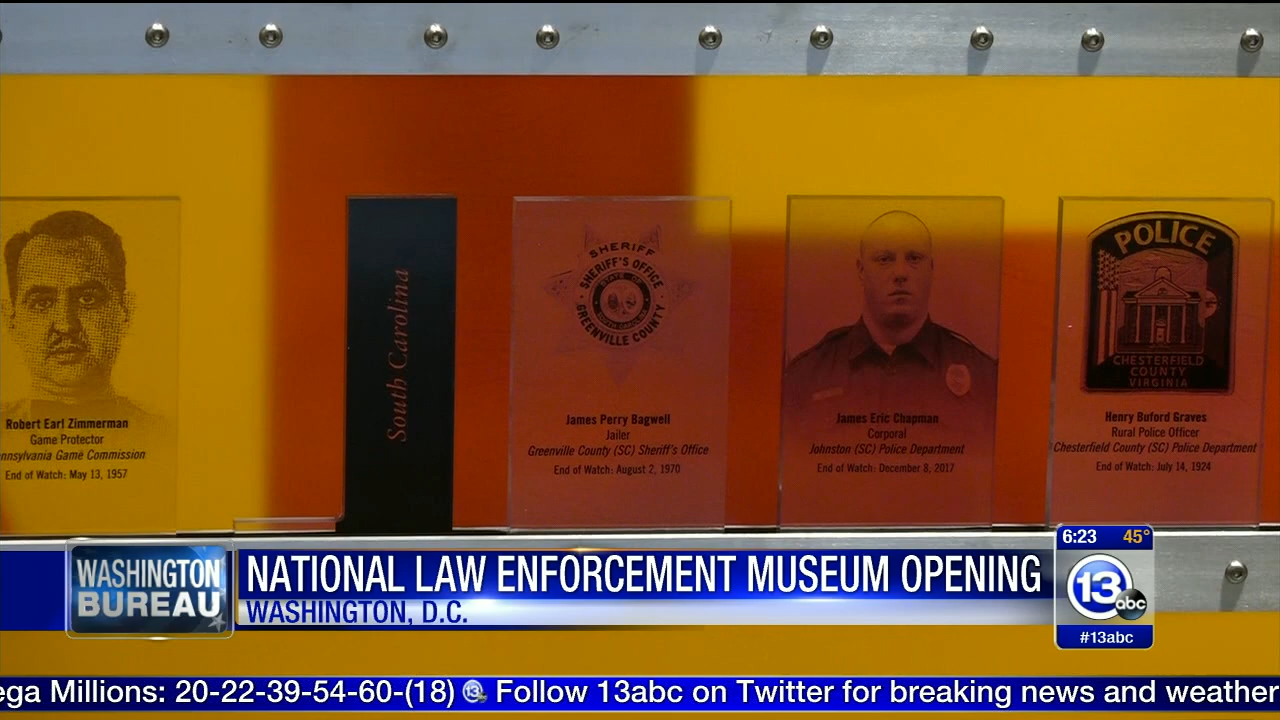 Robert Earl Zimmerman
Game Protector
nnsylvania Game Commission
End of Watch: May 13, 1957
South Carolina
SHERIFF
SHERIFF'S OFFICE
STATE OF
SOUTH CAROLINA
GREENVILLE COUNTY
James Perry Bagwell
Jailer
Greenville County (SC) Sheriff's Office
End of Watch: August 2, 1970
James Eric Chapman
Corporal
Johnston (SC) Police Department
End of Watch: December 8, 2017
POLICE
CHESTERFIELD
COUNTY
VIRGINIA
Henry Buford Graves
Rural Police Officer
Chesterfield County (SC) Police Department
End of Watch: July 14, 1924
WASHINGTON
BUREAU
NATIONAL LAW ENFORCEMENT MUSEUM OPENING
WASHINGTON, D.C.
6:23 45°
13
abc
#13abc
ega Millions: 20-22-39-54-60-(18) 13 Follow 13abc on Twitter for breaking news and weather